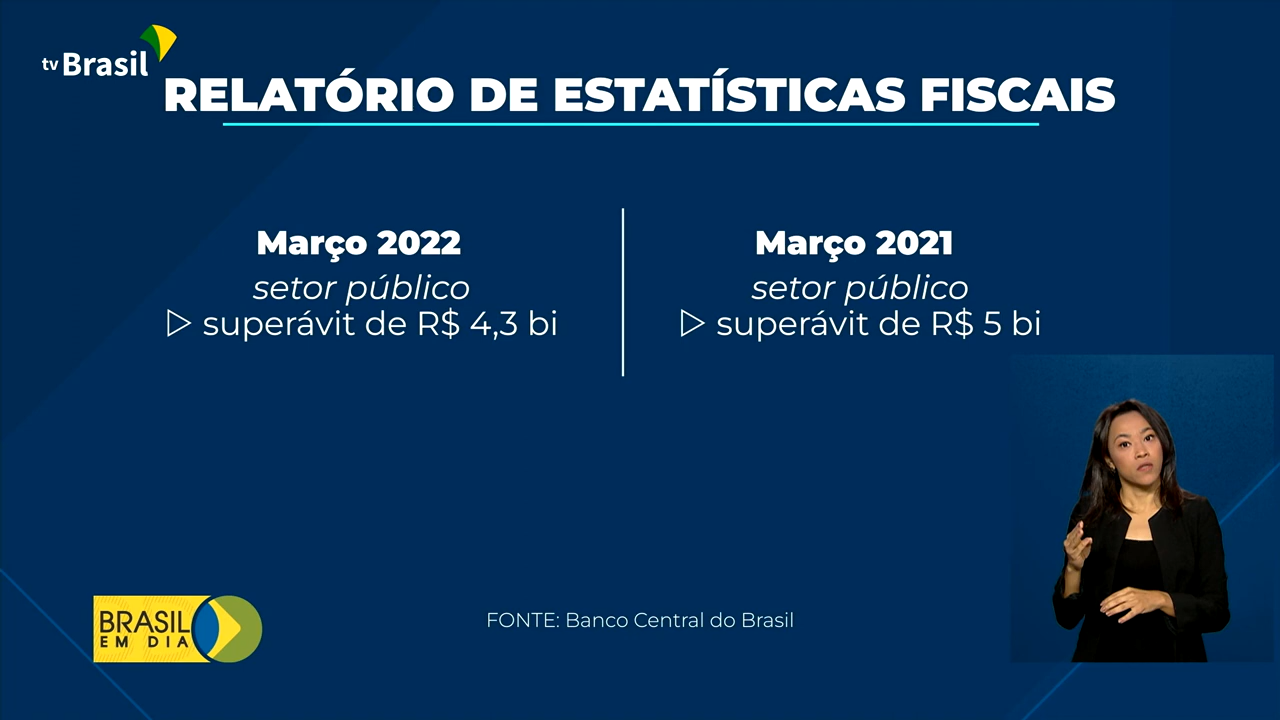 tv Brasil
RELATÓRIO DE ESTATÍSTICAS FISCAIS
Março 2022
setor público
▷ superávit de R$ 4,3 bi
Março 2021
setor público
▷ superávit de R$ 5 bi
BRASIL
EM DIA
FONTE: Banco Central do Brasil